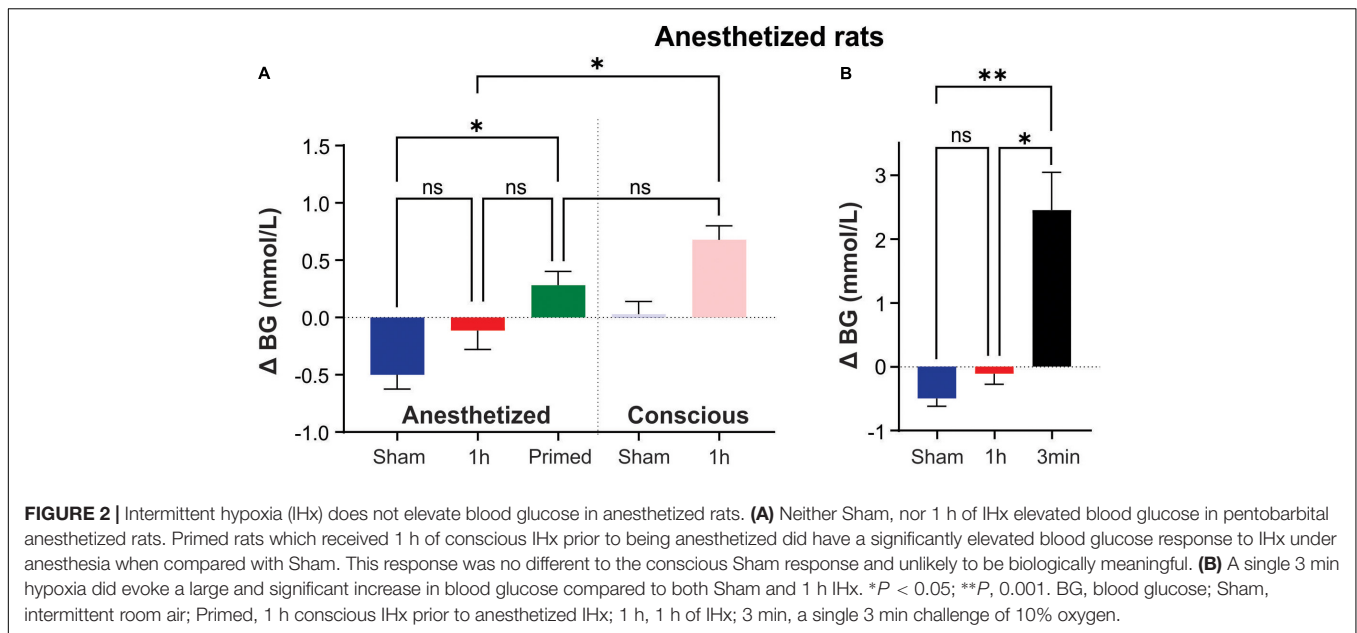 Anesthetized rats
A
*
*
ns
ns
ns
1.5
1.0
0.5
0.0
-0.5
-1.0
Δ BG (mmol/L)
Anesthetized
Conscious
Sham
1h
Primed
Sham
1h
B
**
ns
*
3
2
1
0
-1
Δ BG (mmol/L)
Sham
1h
3min
FIGURE 2 | Intermittent hypoxia (IHx) does not elevate blood glucose in anesthetized rats. (A) Neither Sham, nor 1 h of IHx elevated blood glucose in pentobarbital
anesthetized rats. Primed rats which received 1 h of conscious IHx prior to being anesthetized did have a significantly elevated blood glucose response to IHx under
anesthesia when compared with Sham. This response was no different to the conscious Sham response and unlikely to be biologically meaningful. (B) A single 3 min
hypoxia did evoke a large and significant increase in blood glucose compared to both Sham and 1 h IHx. *P < 0.05; **P, 0.001. BG, blood glucose; Sham,
intermittent room air; Primed, 1 h conscious IHx prior to anesthetized IHx; 1 h, 1 h of IHx; 3 min, a single 3 min challenge of 10% oxygen.